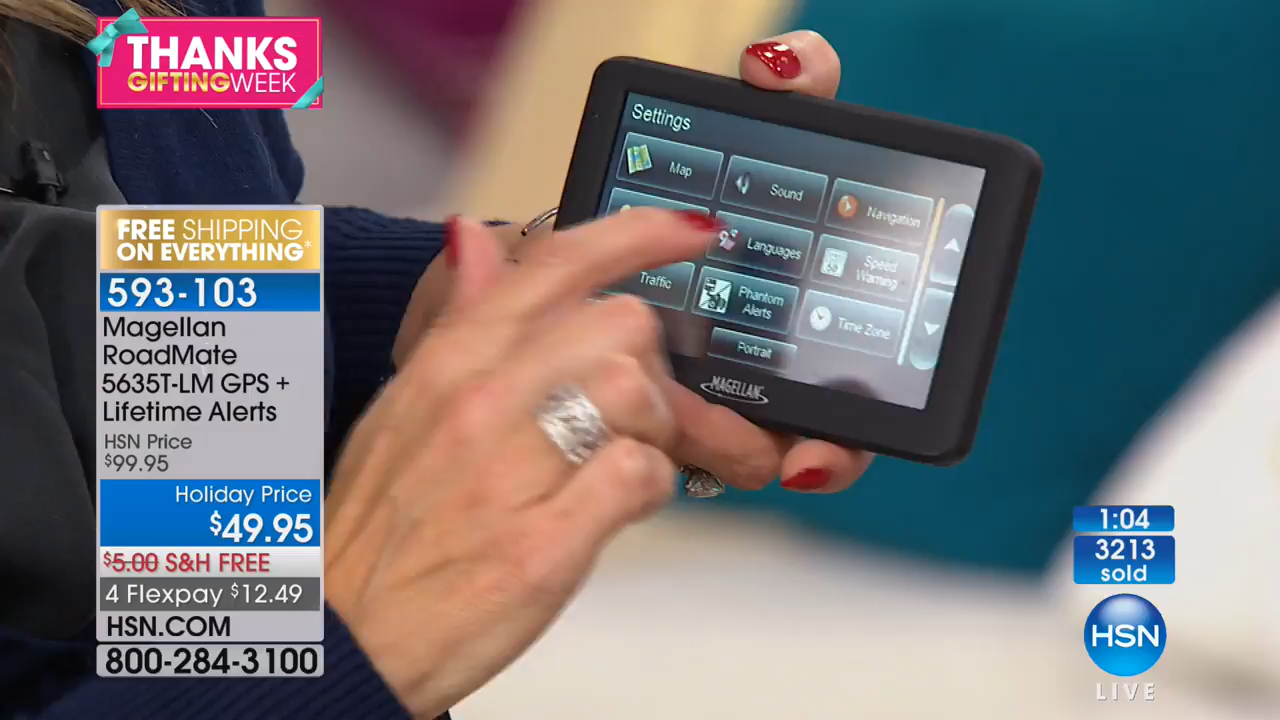 THANKS
GIFTINGWEEK
FREE SHIPPING
ON EVERYTHING*
593-103
Magellan
RoadMate
5635T-LM GPS +
Lifetime Alerts
HSN Price
$99.95
Holiday Price
$49.95
$5.00 S&H FREE
4 Flexpay $12.49
HSN.COM
800-284-3100
Settings
Map
Sound
Navigation
Languages
Speed
Warning
Traffic
Phantom
Alerts
Time Zone
Portrait
MAGELLAN
1:04
3213
sold
HSN
LIVE